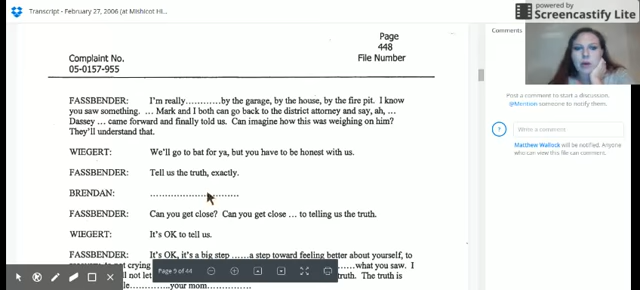 Transcript - February 27, 2006 (at Mishicot Hi...
powered by
Screencastify Lite
Comments
Page
448
Complaint No.
File Number
05-0157-955
FASSBENDER: I'm really…………by the garage, by the house, by the fire pit. I know
you saw something. … Mark and I both can go back to the district attorney and say, ah, …
Dassey … came forward and finally told us. Can imagine how this was weighing on him?
They'll understand that.
WIEGERT: We'll go to bat for ya, but you have to be honest with us.
FASSBENDER: Tell us the truth, exactly.
BRENDAN: ………………………….
FASSBENDER: Can you get close? Can you get close … to telling us the truth.
WIEGERT: It's OK to tell us.
FASSBENDER: It's OK, it's a big step ……a step toward feeling better about yourself, to
crying
……what you saw. I
not let
truth. The truth is
………your mom……………
Page 9 of 44
Post a comment to start a discussion.
@Mention someone to notify them.
?
Write a comment
Matthew Wallock will be notified. Anyone
who can view this file can comment.